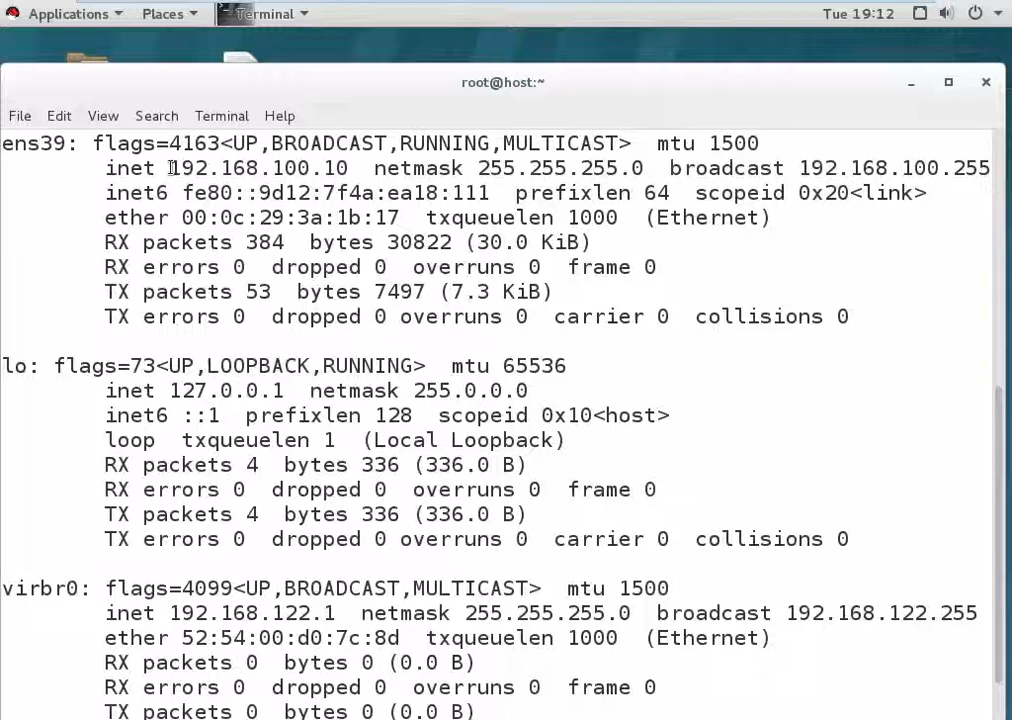 Applications Places Terminal Tue 19:12
root@host:~
File Edit View Search Terminal Help
ens39: flags=4163<UP,BROADCAST,RUNNING,MULTICAST> mtu 1500
inet 192.168.100.10 netmask 255.255.255.0 broadcast 192.168.100.255
inet6 fe80::9d12:7f4a:ea18:111 prefixlen 64 scopeid 0x20<link>
ether 00:0c:29:3a:1b:17 txqueuelen 1000 (Ethernet)
RX packets 384 bytes 30822 (30.0 KiB)
RX errors 0 dropped 0 overruns 0 frame 0
TX packets 53 bytes 7497 (7.3 KiB)
TX errors 0 dropped 0 overruns 0 carrier 0 collisions 0
lo: flags=73<UP,LOOPBACK,RUNNING> mtu 65536
inet 127.0.0.1 netmask 255.0.0.0
inet6 ::1 prefixlen 128 scopeid 0x10<host>
loop txqueuelen 1 (Local Loopback)
RX packets 4 bytes 336 (336.0 B)
RX errors 0 dropped 0 overruns 0 frame 0
TX packets 4 bytes 336 (336.0 B)
TX errors 0 dropped 0 overruns 0 carrier 0 collisions 0
virbr0: flags=4099<UP,BROADCAST,MULTICAST> mtu 1500
inet 192.168.122.1 netmask 255.255.255.0 broadcast 192.168.122.255
ether 52:54:00:d0:7c:8d txqueuelen 1000 (Ethernet)
RX packets 0 bytes 0 (0.0 B)
RX errors 0 dropped 0 overruns 0 frame 0
TX packets 0 bytes 0 (0.0 B)